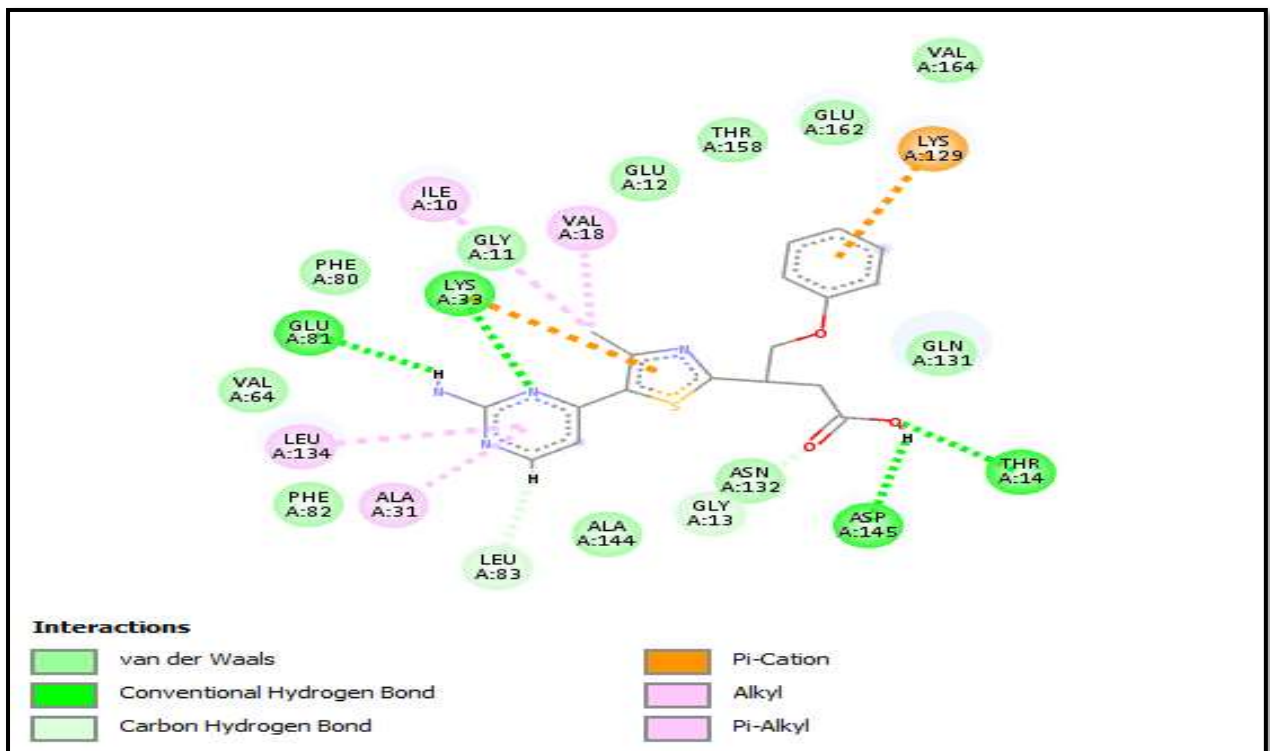 VAL
A:164
GLU
A:162
THR
A:158
LYS
A:129
GLU
A:12
ILE
A:10
VAL
A:18
GLY
A:11
PHE
A:80
LYS
A:33
GLU
A:81
GLN
A:131
H
N
N
N
N
S
O
VAL
A:64
LEU
A:134
O
O
H
H
ASN
A:132
THR
A:14
PHE
A:82
ALA
A:31
GLY
A:13
ASP
A:145
ALA
A:144
LEU
A:83
Interactions
van der Waals
Conventional Hydrogen Bond
Carbon Hydrogen Bond
Pi-Cation
Alkyl
Pi-Alkyl